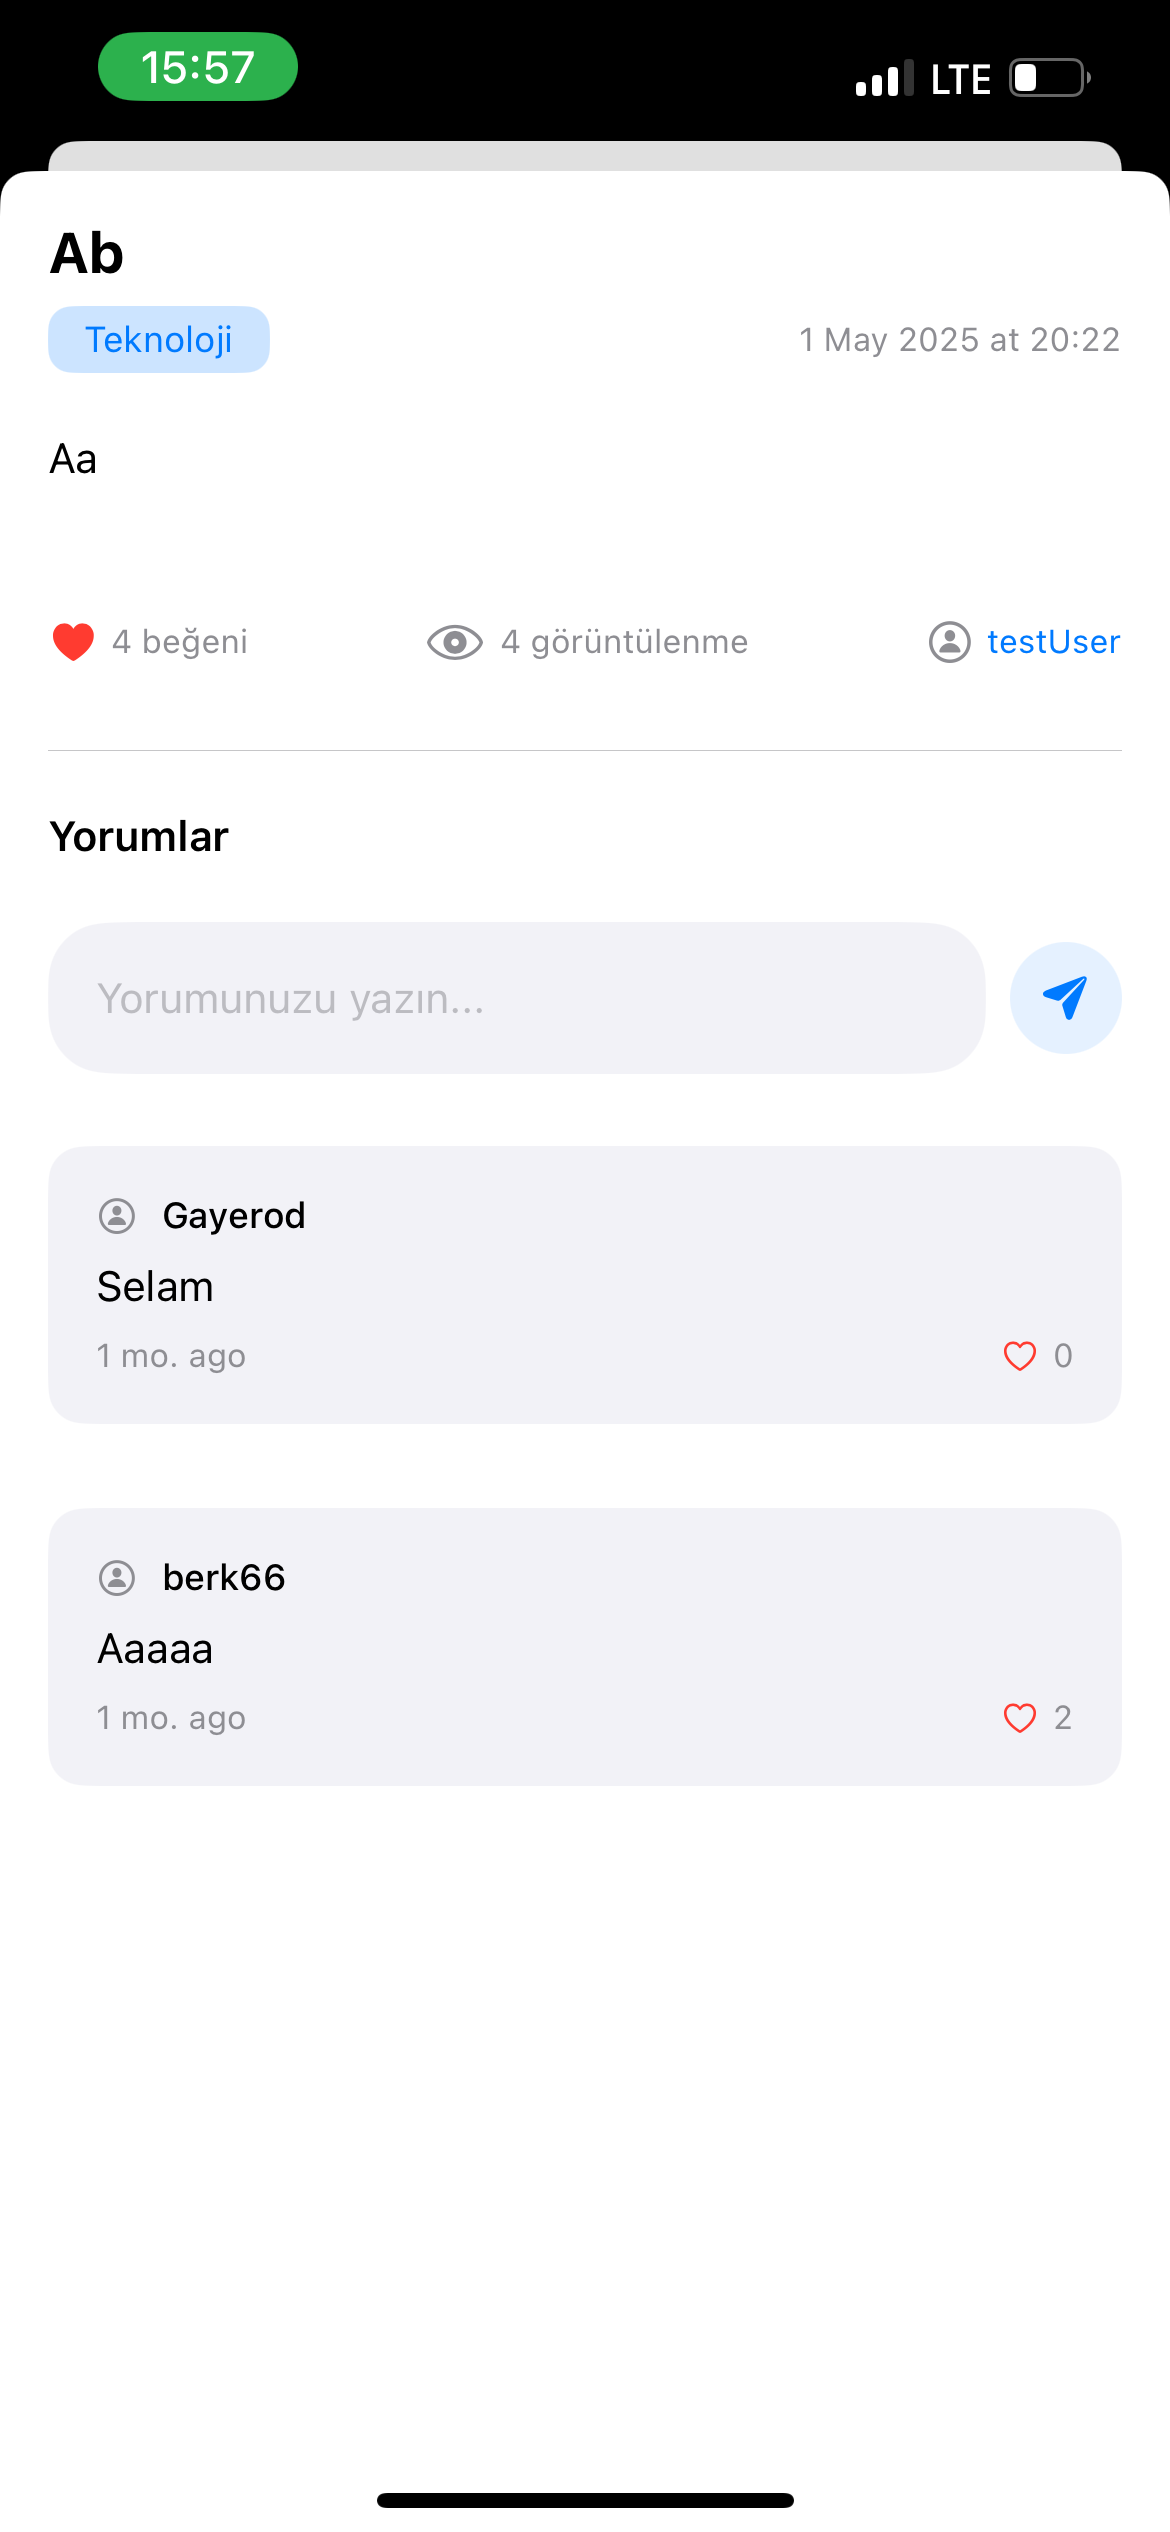 15:57
LTE
Ab
Teknoloji
1 May 2025 at 20:22
Aa
4 beğeni
4 görüntülenme
testUser
Yorumlar
Yorumunuzu yazın...
Gayerod
Selam
1 mo. ago
0
berk66
Aaaaa
1 mo. ago
2